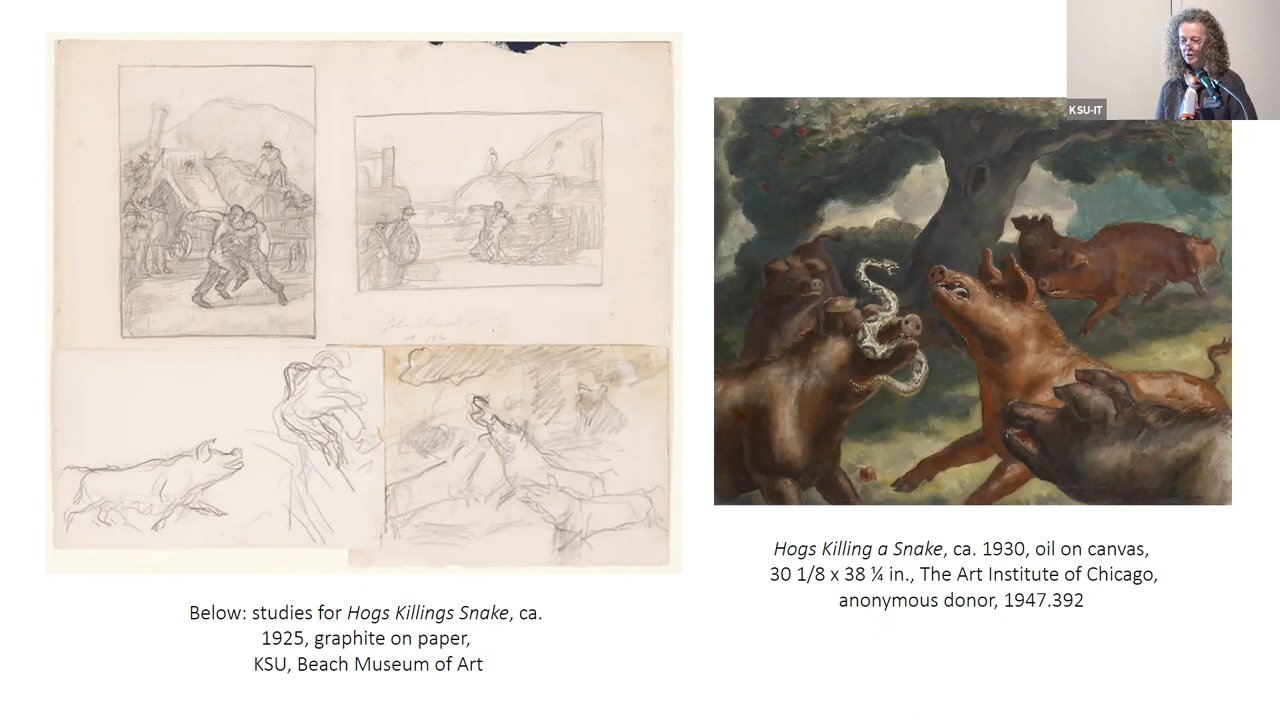 KSU-IT
Hogs Killing a Snake, ca. 1930, oil on canvas,
30 1/8 x 38 ¼ in., The Art Institute of Chicago,
anonymous donor, 1947.392
Below: studies for Hogs Killings Snake, ca.
1925, graphite on paper,
KSU, Beach Museum of Art
John Steuart